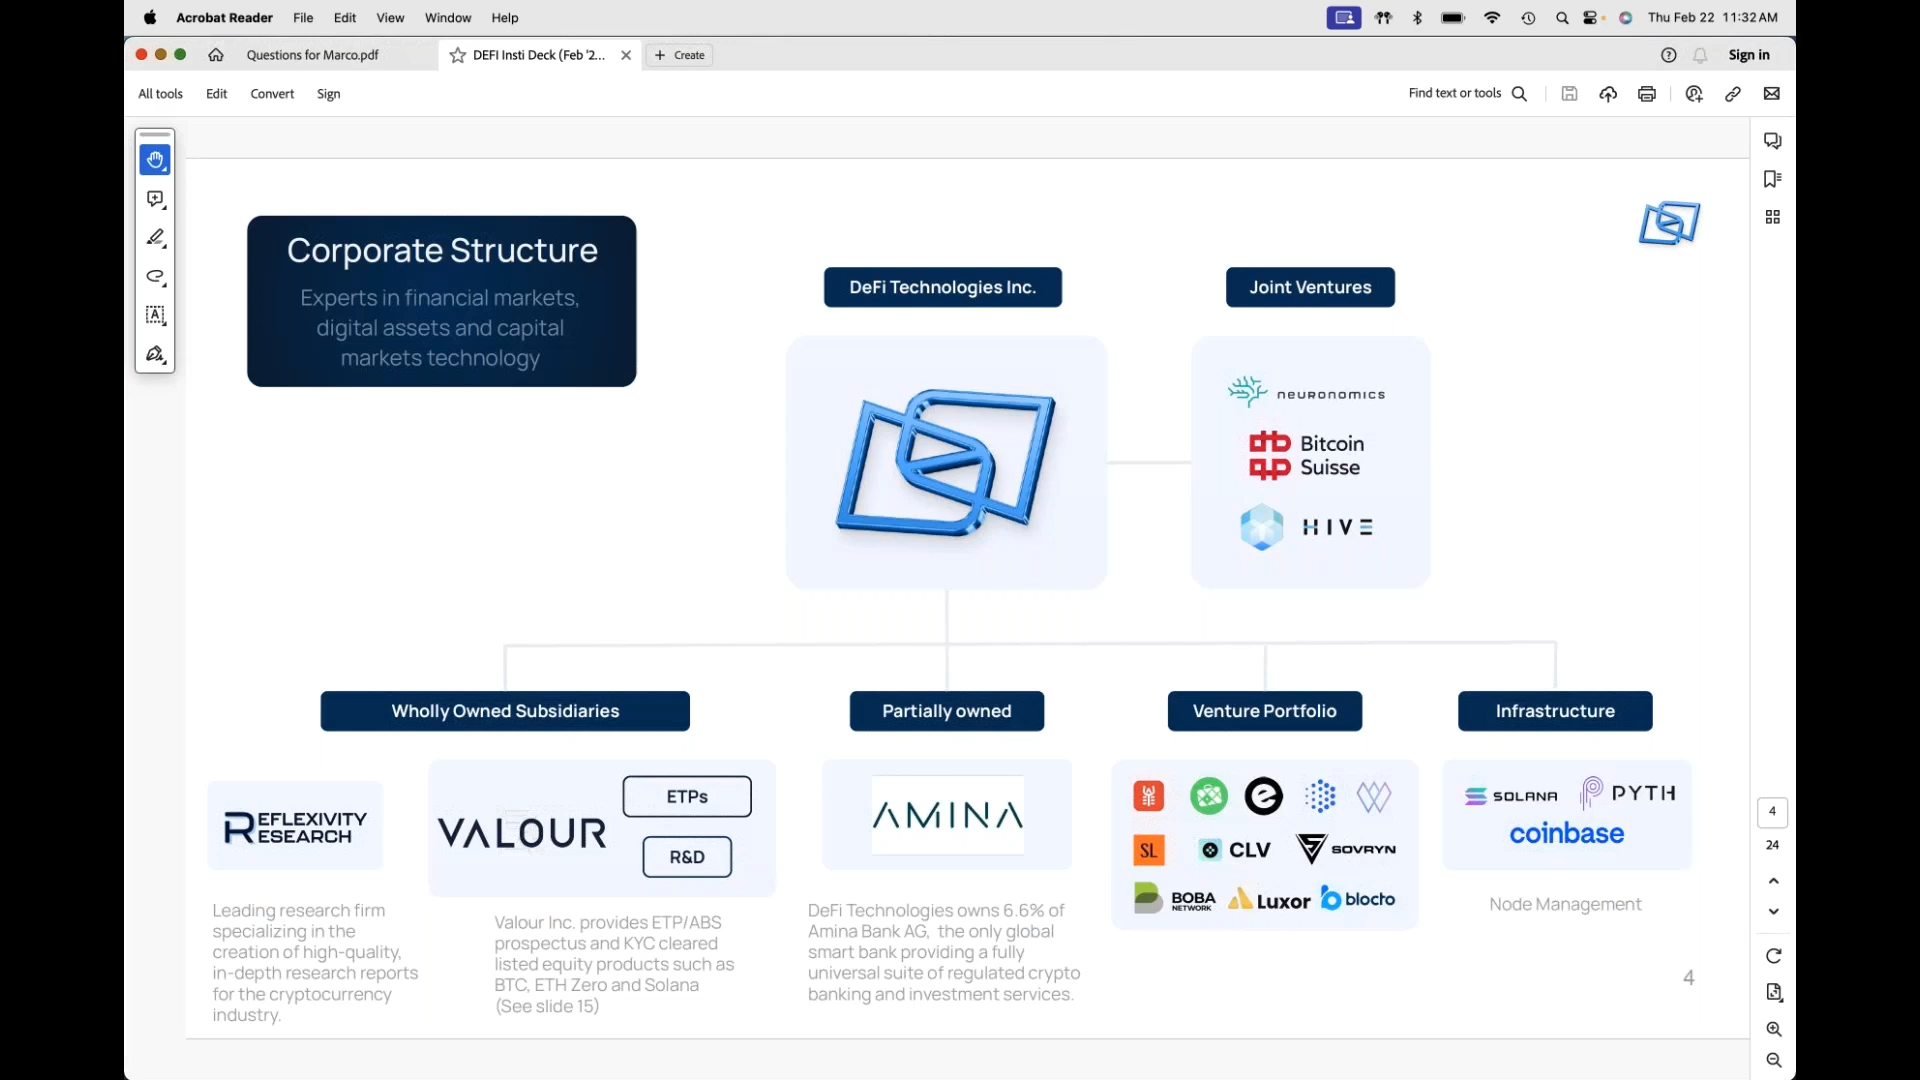 Acrobat Reader File Edit View Window Help Thu Feb 22 11:32 AM
Questions for Marco.pdf DEFI Insti Deck (Feb '2... Create Sign in
All tools Edit Convert Sign Find text or tools
Corporate Structure
Experts in financial markets,
digital assets and capital
markets technology
DeFi Technologies Inc.
Joint Ventures
neuronomics
Bitcoin
Suisse
HIVE
Wholly Owned Subsidiaries
Partially owned
Venture Portfolio
Infrastructure
REFLEXIVITY
RESEARCH
VALOUR
ETPs
R&D
AMINA
SL CLV SOVRYN
BOBA
NETWORK
Luxor blocto
SOLANA PYTH
coinbase
Leading research firm
specializing in the
creation of high-quality,
in-depth research reports
for the cryptocurrency
industry.
Valour Inc. provides ETP/ABS
prospectus and KYC cleared
listed equity products such as
BTC, ETH Zero and Solana
(See slide 15)
DeFi Technologies owns 6.6% of
Amina Bank AG, the only global
smart bank providing a fully
universal suite of regulated crypto
banking and investment services.
Node Management
4
4
24